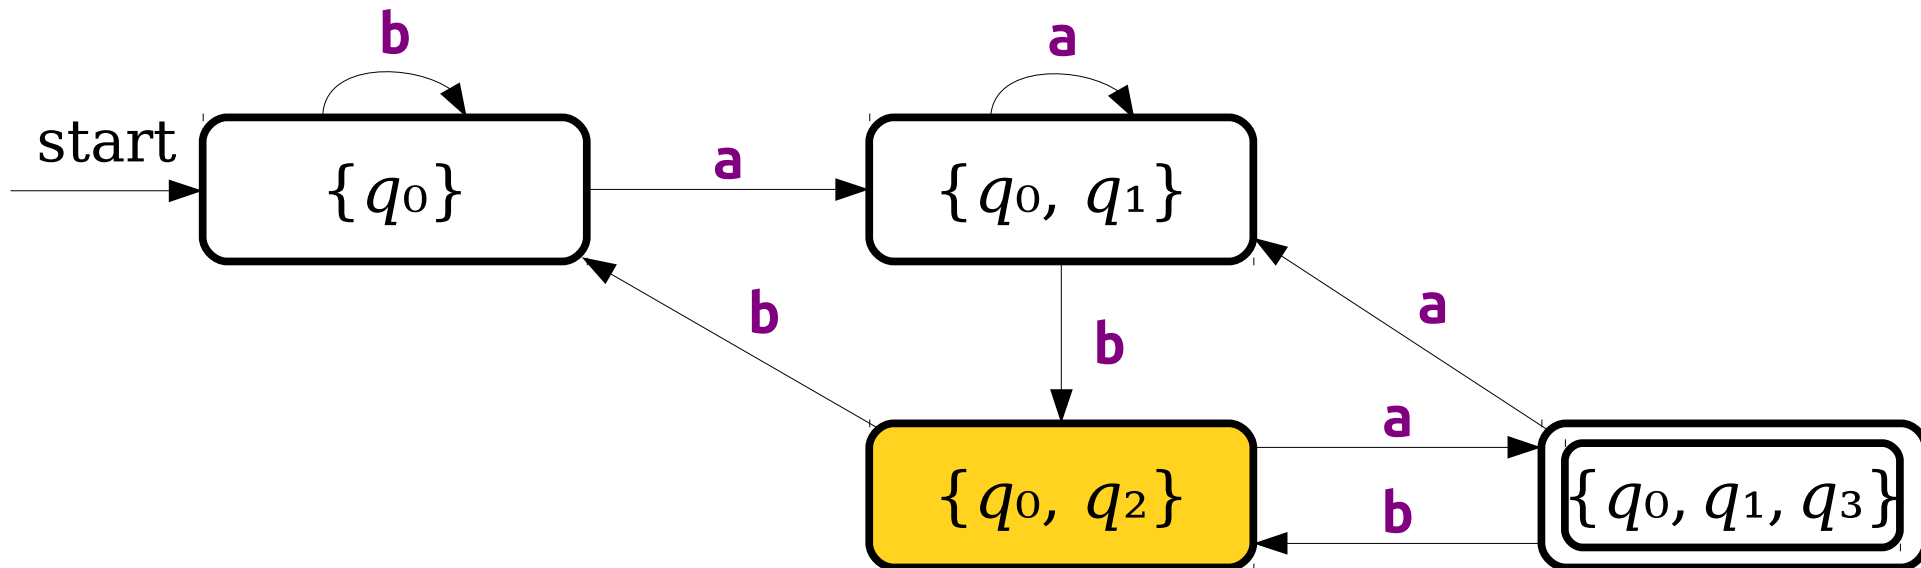 b
a
start
{q₀}
a
{q₀, q₁}
b
b
a
a
{q₀, q₂}
b
{q₀, q₁, q₃}